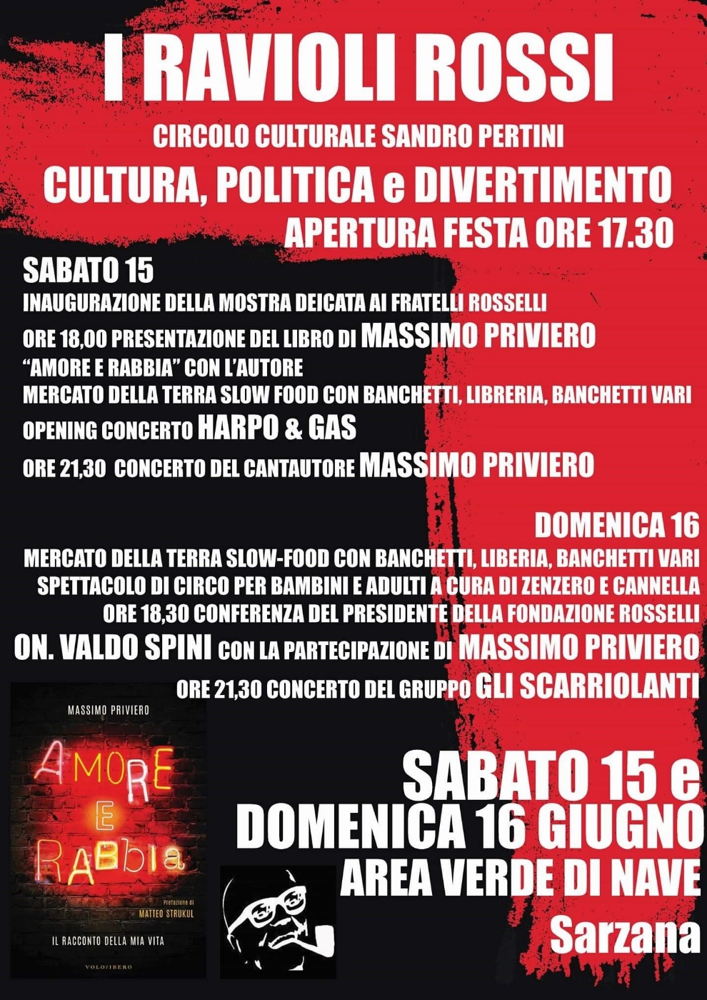 I RAVIOLI ROSSI
CIRCOLO CULTURALE SANDRO PERTINI
CULTURA, POLITICA e DIVERTIMENTO
APERTURA FESTA ORE 17.30
SABATO 15
INAUGURAZIONE DELLA MOSTRA DEICATA AI FRATELLI ROSSELLI
ORE 18,00 PRESENTAZIONE DEL LIBRO DI MASSIMO PRIVIERO
“AMORE E RABBIA” CON L’AUTORE
MERCATO DELLA TERRA SLOW FOOD CON BANCHETTI, LIBRERIA, BANCHETTI VARI
OPENING CONCERTO HARPO & GAS
ORE 21,30 CONCERTO DEL CANTAUTORE MASSIMO PRIVIERO
DOMENICA 16
MERCATO DELLA TERRA SLOW-FOOD CON BANCHETTI, LIBERIA, BANCHETTI VARI
SPETTACOLO DI CIRCO PER BAMBINI E ADULTI A CURA DI ZENZERO E CANNELLA
ORE 18,30 CONFERENZA DEL PRESIDENTE DELLA FONDAZIONE ROSSELLI
ON. VALDO SPINI CON LA PARTECIPAZIONE DI MASSIMO PRIVIERO
ORE 21,30 CONCERTO DEL GRUPPO GLI SCARRIOLANTI
MASSIMO PRIVIERO
AMORE
E
RABbIa
Prefazione di
MATTEO STRUKUL
IL RACCONTO DELLA MIA VITA
VOLO/IBERO
SABATO 15 e
DOMENICA 16 GIUGNO
AREA VERDE DI NAVE
Sarzana